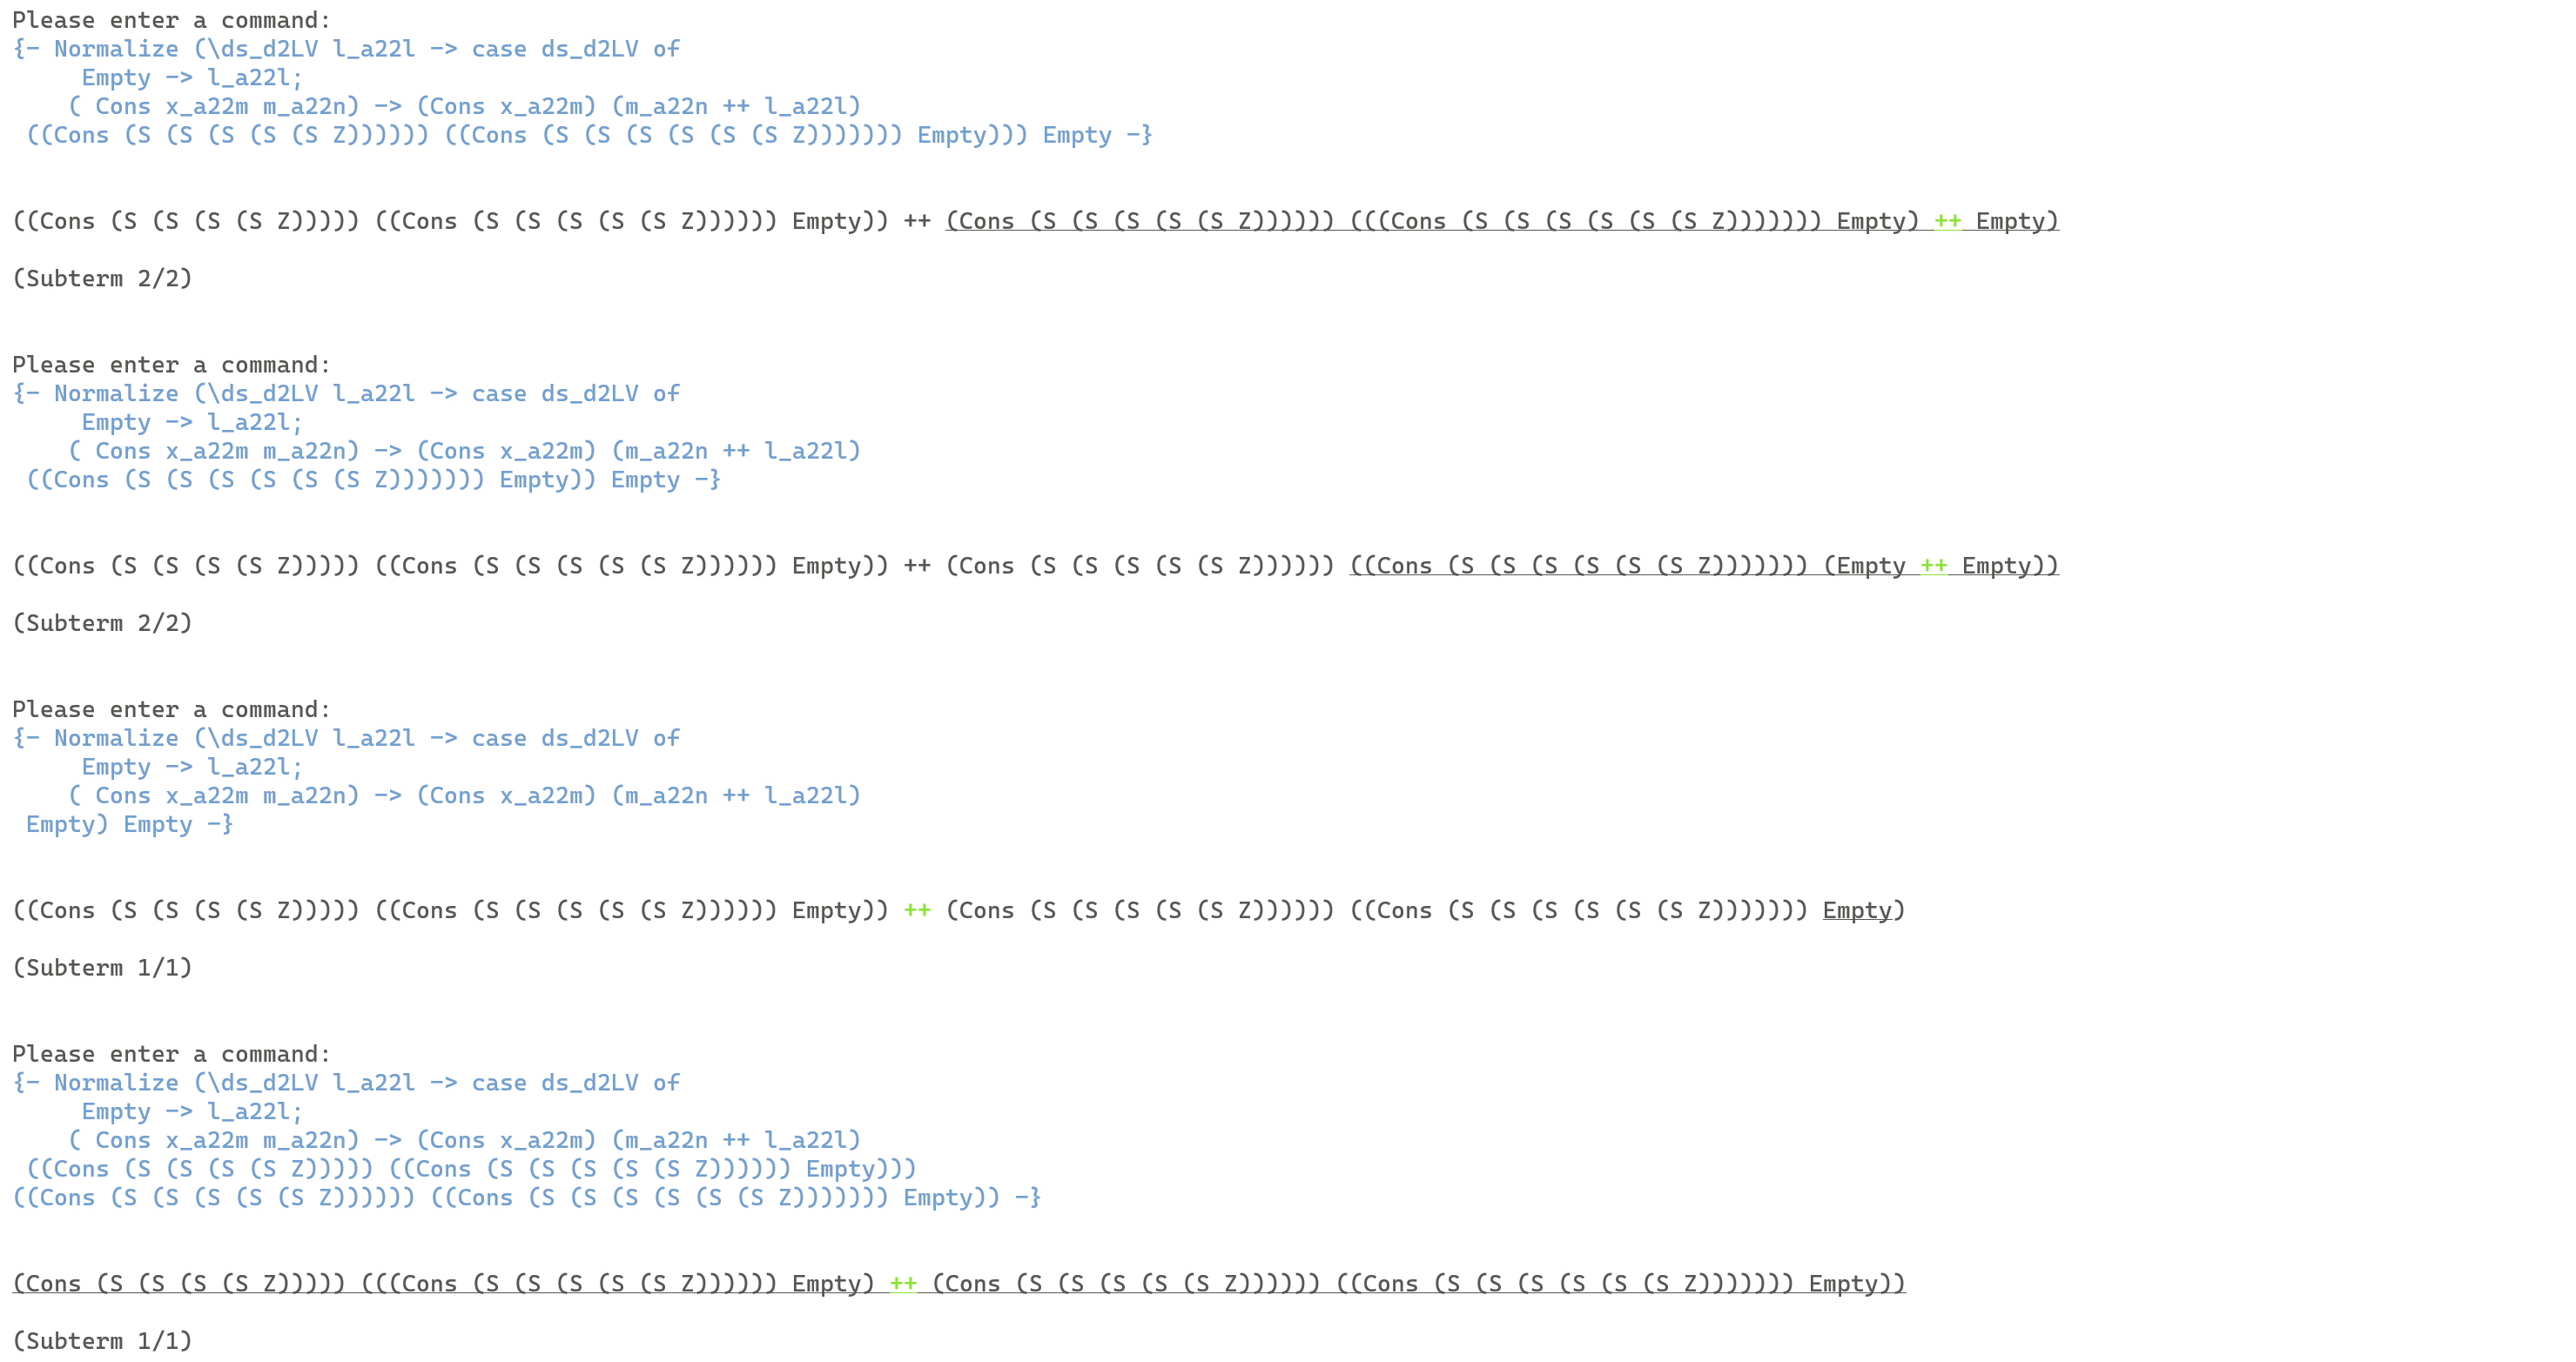 Please enter a command:
{- Normalize (\ds_d2LV l_a22l -> case ds_d2LV of
     Empty -> l_a22l;
    ( Cons x_a22m m_a22n) -> (Cons x_a22m) (m_a22n ++ l_a22l)
 ((Cons (S (S (S (S (S Z)))))) ((Cons (S (S (S (S (S (S Z))))))) Empty))) Empty -}
((Cons (S (S (S (S Z))))) ((Cons (S (S (S (S (S Z)))))) Empty)) ++ (Cons (S (S (S (S (S Z)))))) (((Cons (S (S (S (S (S (S Z))))))) Empty) ++ Empty)
(Subterm 2/2)
Please enter a command:
{- Normalize (\ds_d2LV l_a22l -> case ds_d2LV of
     Empty -> l_a22l;
    ( Cons x_a22m m_a22n) -> (Cons x_a22m) (m_a22n ++ l_a22l)
 ((Cons (S (S (S (S (S (S Z))))))) Empty)) Empty -}
((Cons (S (S (S (S Z))))) ((Cons (S (S (S (S (S Z)))))) Empty)) ++ (Cons (S (S (S (S (S Z)))))) ((Cons (S (S (S (S (S (S Z))))))) (Empty ++ Empty))
(Subterm 2/2)
Please enter a command:
{- Normalize (\ds_d2LV l_a22l -> case ds_d2LV of
     Empty -> l_a22l;
    ( Cons x_a22m m_a22n) -> (Cons x_a22m) (m_a22n ++ l_a22l)
 Empty) Empty -}
((Cons (S (S (S (S Z))))) ((Cons (S (S (S (S (S Z)))))) Empty)) ++ (Cons (S (S (S (S (S Z)))))) ((Cons (S (S (S (S (S (S Z))))))) Empty)
(Subterm 1/1)
Please enter a command:
{- Normalize (\ds_d2LV l_a22l -> case ds_d2LV of
     Empty -> l_a22l;
    ( Cons x_a22m m_a22n) -> (Cons x_a22m) (m_a22n ++ l_a22l)
 ((Cons (S (S (S (S Z))))) ((Cons (S (S (S (S (S Z)))))) Empty)))
((Cons (S (S (S (S (S Z)))))) ((Cons (S (S (S (S (S (S Z))))))) Empty)) -}
(Cons (S (S (S (S Z))))) (((Cons (S (S (S (S (S Z)))))) Empty) ++ (Cons (S (S (S (S (S Z)))))) ((Cons (S (S (S (S (S (S Z))))))) Empty))
(Subterm 1/1)